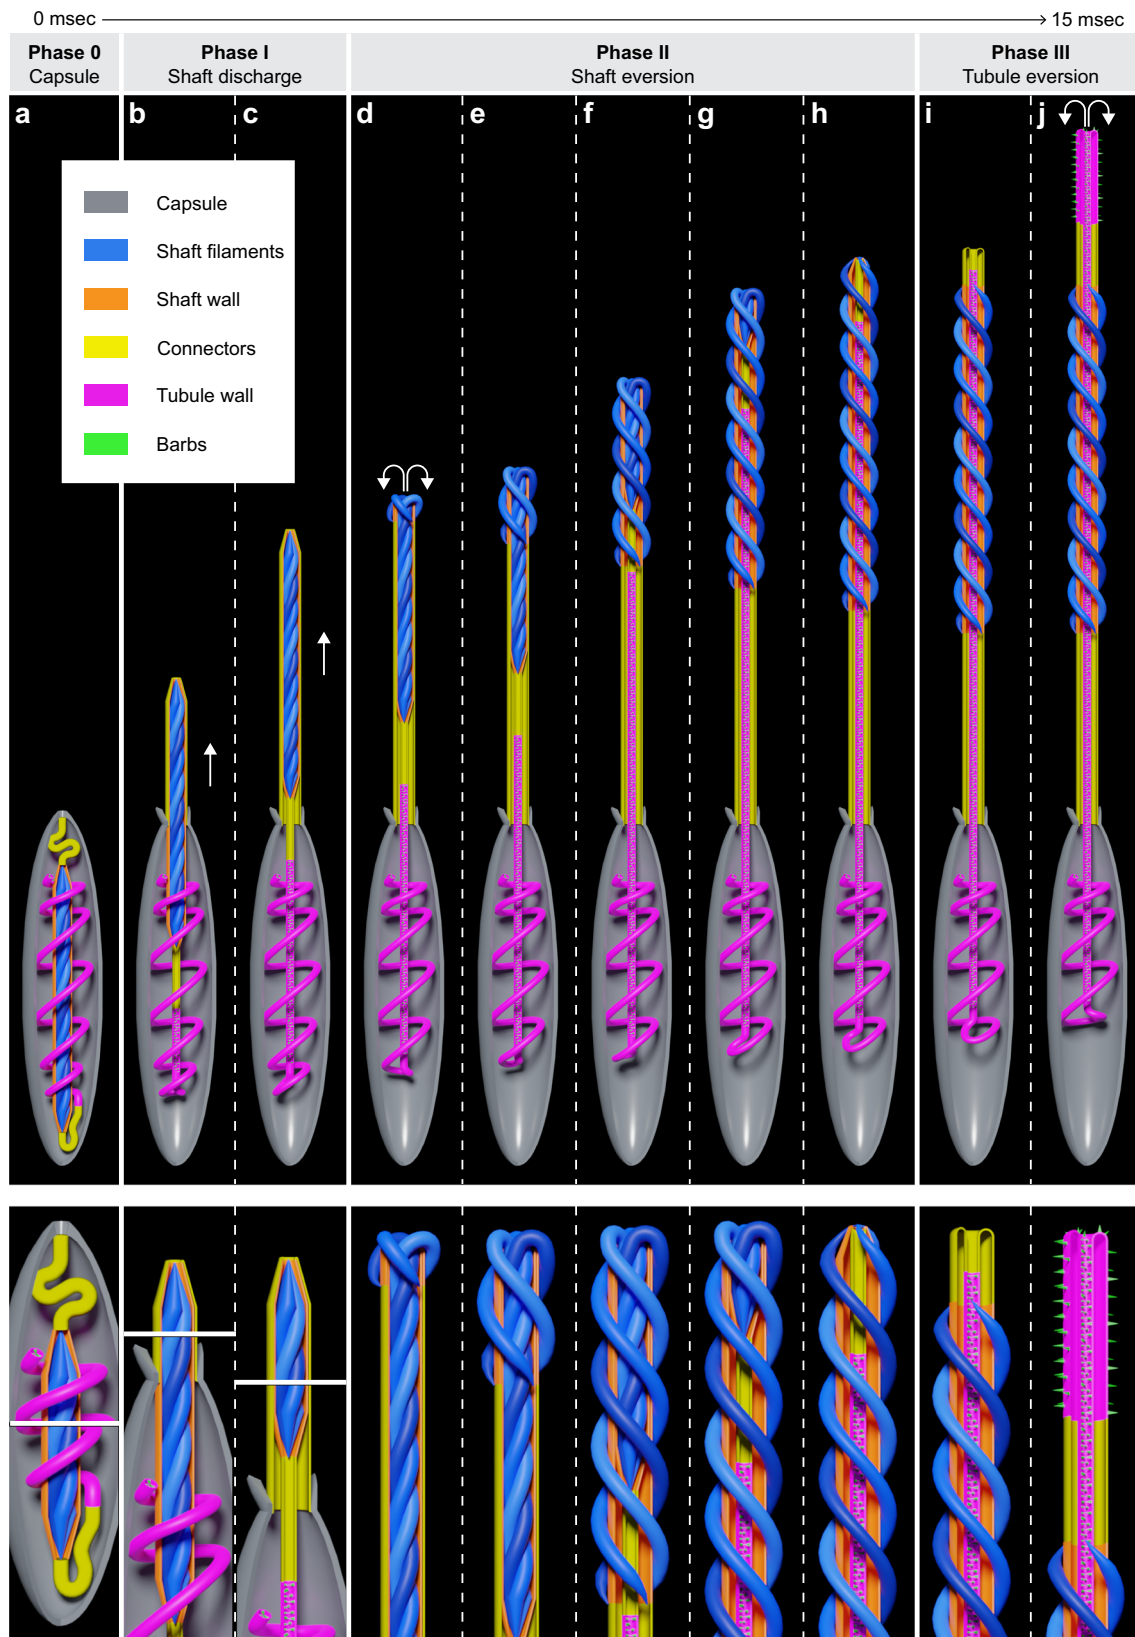 0 msec 15 msec
Phase 0 Phase I Phase II Phase III
Capsule Shaft discharge Shaft eversion Tubule eversion
a b c d e f g h i j
Capsule
Shaft filaments
Shaft wall
Connectors
Tubule wall
Barbs